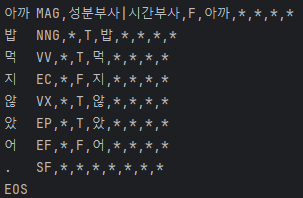 아까	MAG,성분부사|시간부사,F,아까,*,*,*,*
밥	NNG,*,T,밥,*,*,*,*
먹	VV,*,T,먹,*,*,*,*
지	EC,*,F,지,*,*,*,*
않	VX,*,T,않,*,*,*,*
았	EP,*,T,았,*,*,*,*
어	EF,*,F,어,*,*,*,*
.	SF,*,*,*,*,*,*,*
EOS